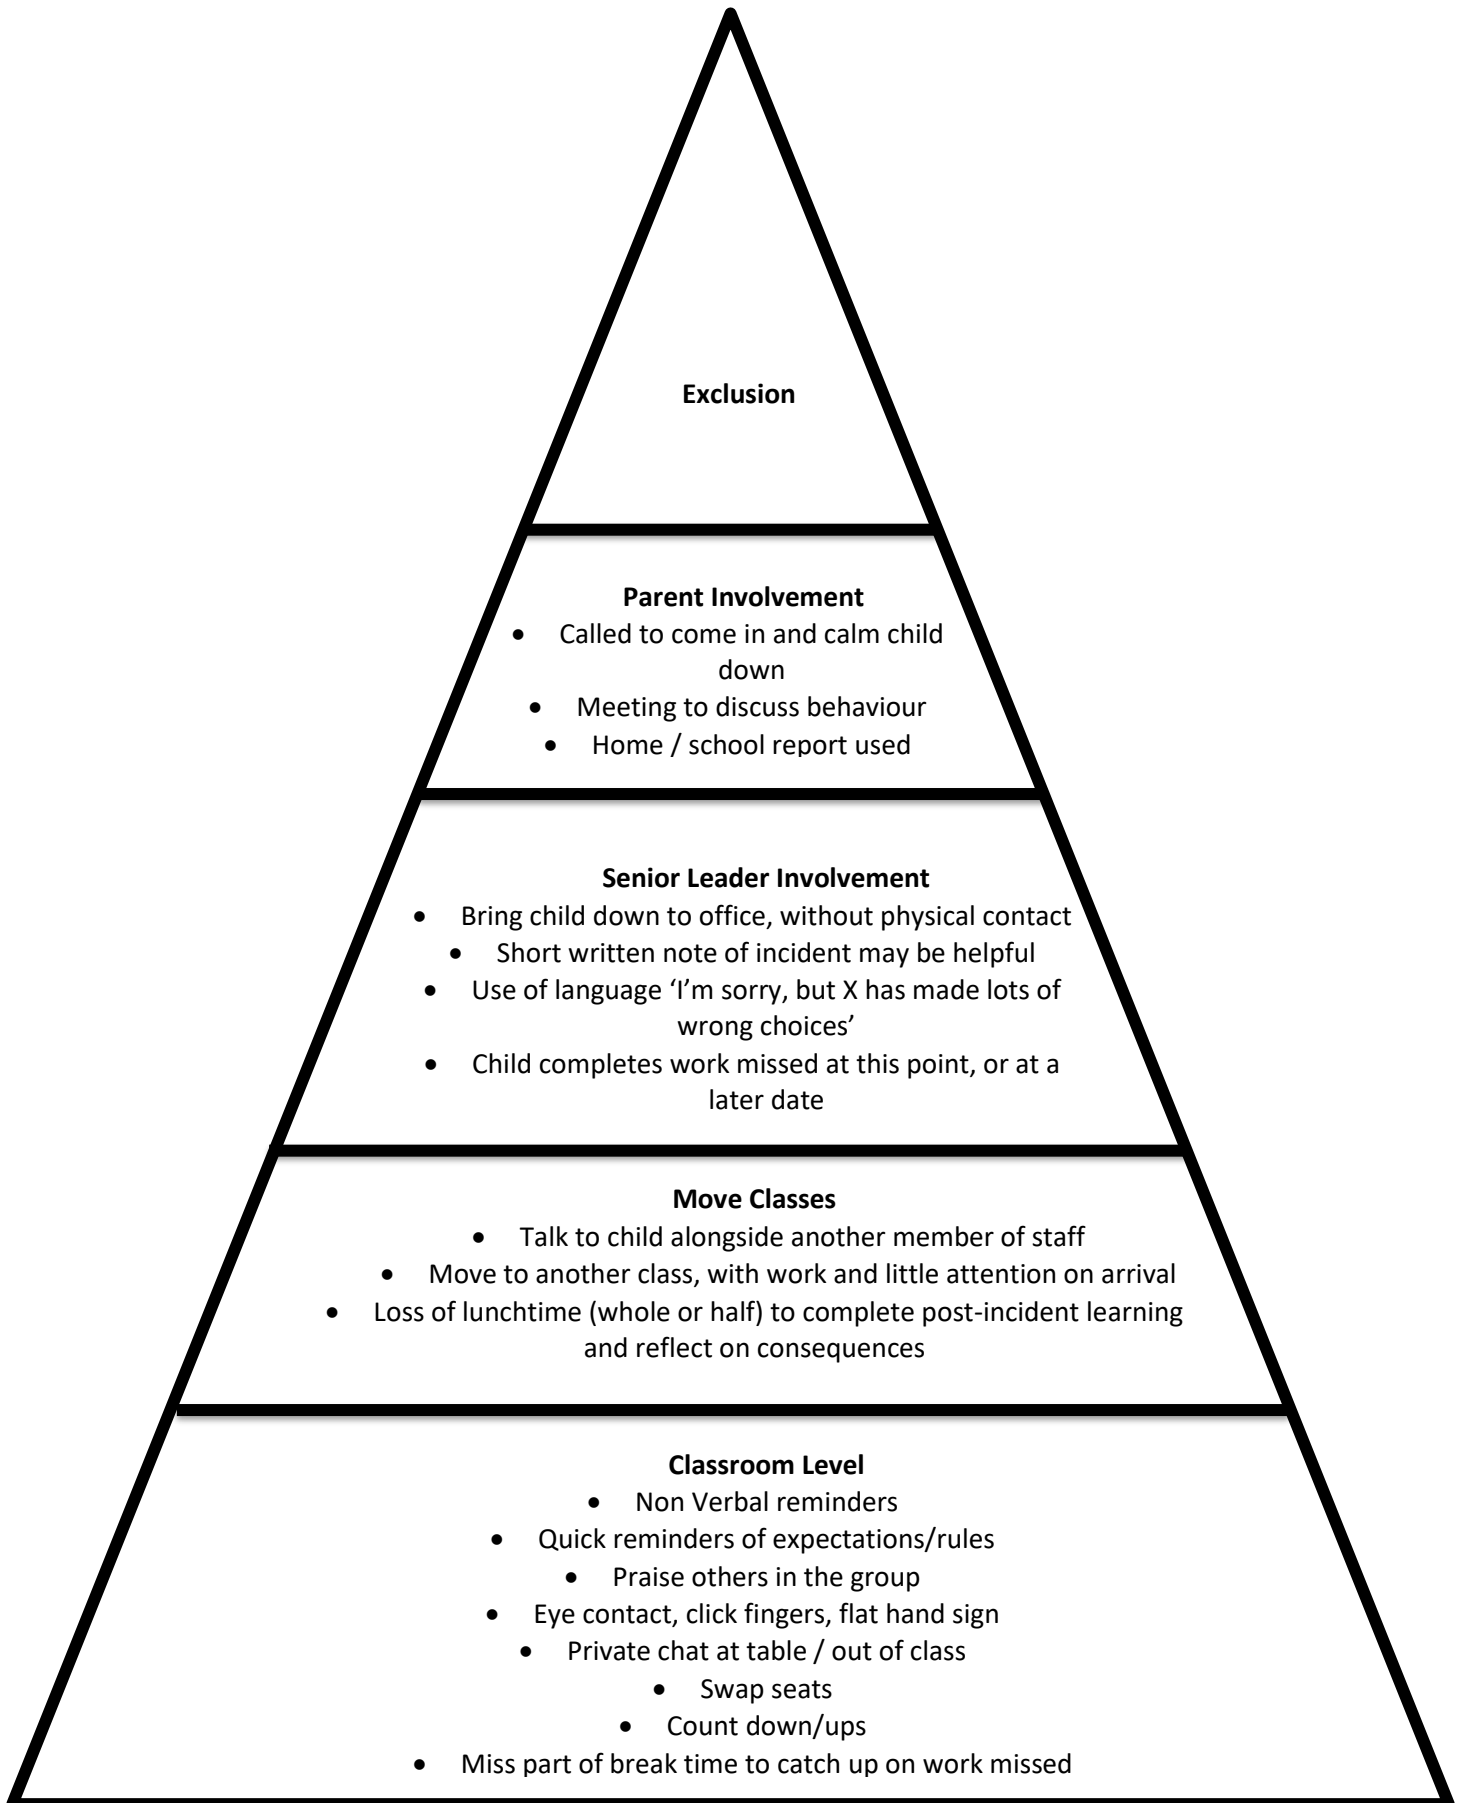 Exclusion
Parent Involvement
• Called to come in and calm child
down
• Meeting to discuss behaviour
• Home / school report used
Senior Leader Involvement
• Bring child down to office, without physical contact
• Short written note of incident may be helpful
• Use of language ‘I’m sorry, but X has made lots of
wrong choices’
• Child completes work missed at this point, or at a
later date
Move Classes
• Talk to child alongside another member of staff
• Move to another class, with work and little attention on arrival
• Loss of lunchtime (whole or half) to complete post-incident learning
and reflect on consequences
Classroom Level
• Non Verbal reminders
• Quick reminders of expectations/rules
• Praise others in the group
• Eye contact, click fingers, flat hand sign
• Private chat at table / out of class
• Swap seats
• Count down/ups
• Miss part of break time to catch up on work missed